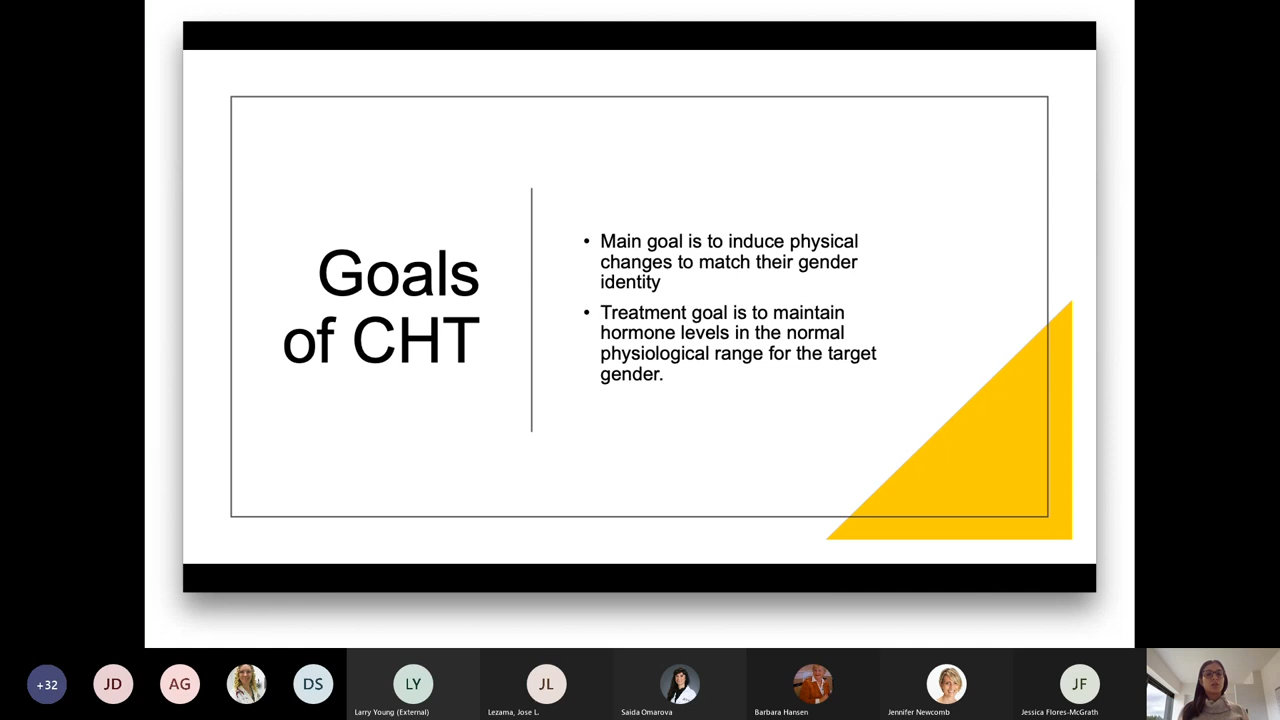 Goals
of CHT
• Main goal is to induce physical
changes to match their gender
identity
• Treatment goal is to maintain
hormone levels in the normal
physiological range for the target
gender.
+32
JD
AG
DS
LY
Larry Young (External)
JL
Lezama, Jose L.
Saida Omarova
Barbara Hansen
Jennifer Newcomb
JF
Jessica Flores-McGrath